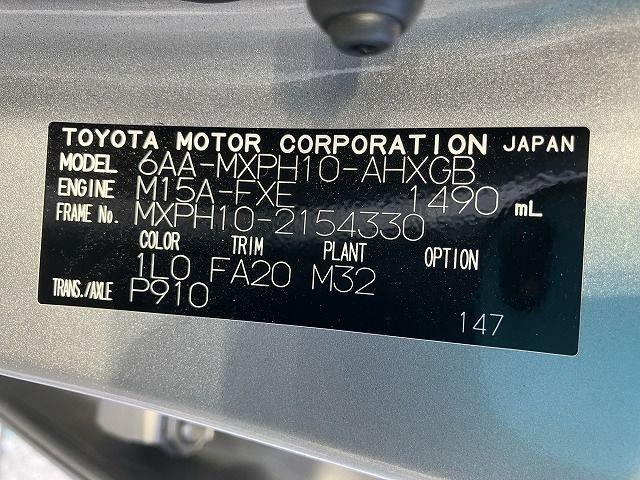 TOYOTA MOTOR CORPORATION JAPAN
MODEL 6AA-MXPH10-AHXGB
ENGINE M15A-FXE 1490 mL
FRAME No. MXPH10-2154330
COLOR TRIM PLANT OPTION
1L0 FA20 M32
TRANS./AXLE P910
147